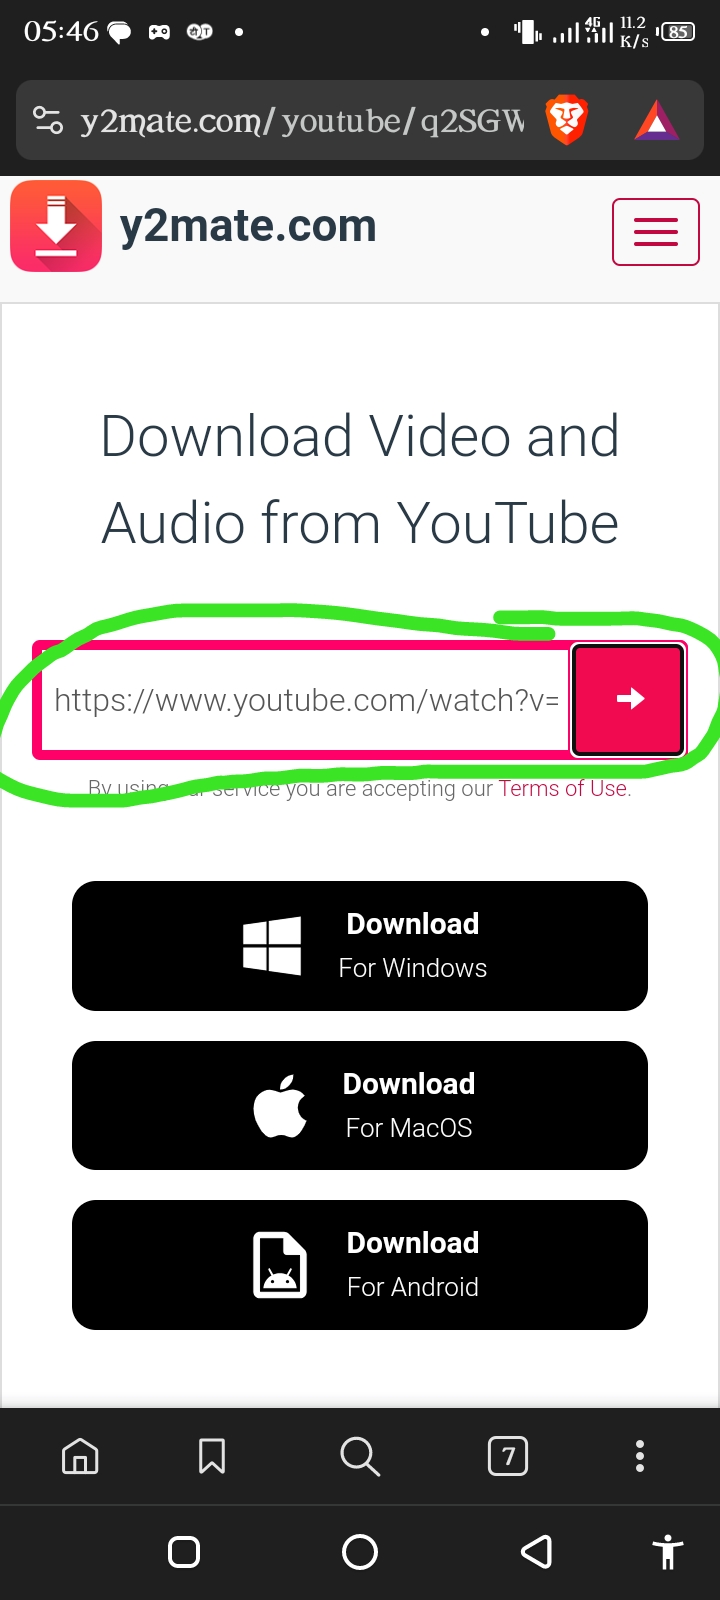 05:46
4G 11.2 K/s 85
y2mate.com/youtube/q2SGW
y2mate.com
Download Video and
Audio from YouTube
https://www.youtube.com/watch?v=
By using our service you are accepting our Terms of Use.
Download
For Windows
Download
For MacOS
Download
For Android
7